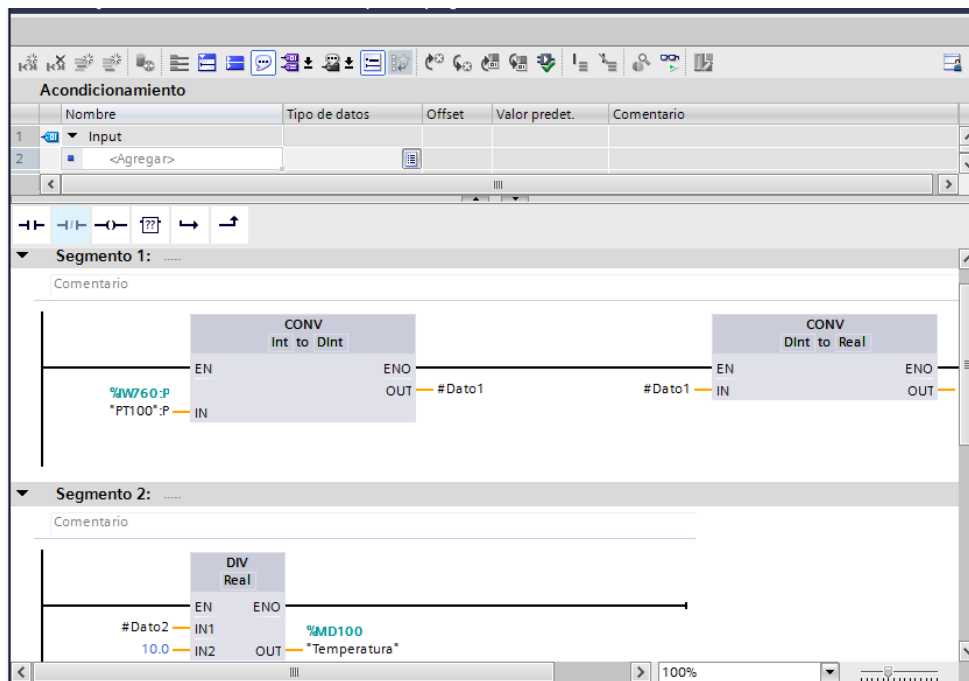 Acondicionamiento
Nombre Tipo de datos Offset Valor predet. Comentario
1 Input
2 <Agregar>
??
Segmento 1: .....
Comentario
CONV CONV
Int to DInt DInt to Real
EN ENO EN ENO
%IW760:P OUT #Dato1 #Dato1 IN OUT
"PT100":P IN
Segmento 2: .....
Comentario
DIV
Real
EN ENO
#Dato2 IN1 %MD100
10.0 IN2 OUT "Temperatura"
100%